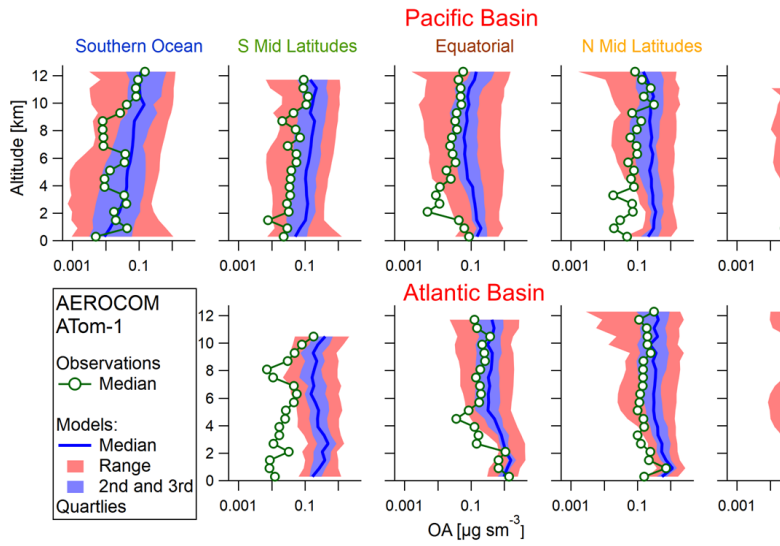 Pacific Basin
Southern Ocean S Mid Latitudes Equatorial N Mid Latitudes
12
10
8
6
4
2
0
Altitude [km]
0.001 0.1 0.001 0.1 0.001 0.1 0.001 0.1 0.001
Atlantic Basin
AEROCOM
ATom-1
Observations
Median
Models:
Median
Range
2nd and 3rd
Quartlies
12
10
8
6
4
2
0
0.001 0.1 0.001 0.1 0.001 0.1 0.001
OA [µg sm⁻³]